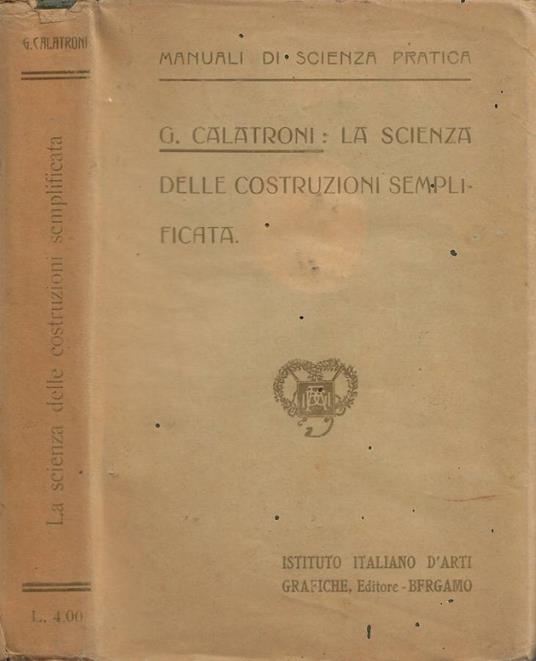 G. CALATRONI
La scienza delle costruzioni semplificata
L. 4.00
MANUALI DI SCIENZA PRATICA
G. CALATRONI: LA SCIENZA
DELLE COSTRUZIONI SEMPLI-
FICATA.
ISTITUTO ITALIANO D'ARTI
GRAFICHE, Editore - BERGAMO